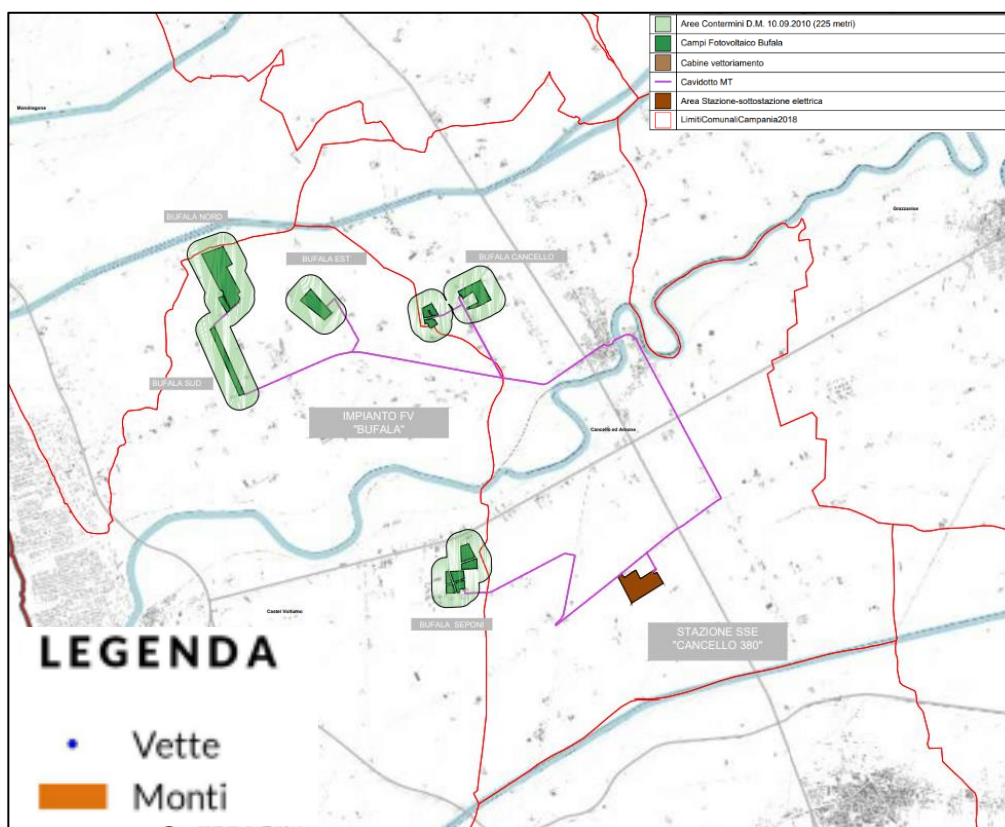 Aree Contermini D.M. 10.09.2010 (225 metri)
Campi Fotovoltaico Bufala
Cabine vettoriamento
Cavidotto MT
Area Stazione-sottostazione elettrica
LimitiComunaliCampania2018
Mondragone
Grazzanise
BUFALA NORD
BUFALA EST
BUFALA CANCELLO
BUFALA SUD
IMPIANTO FV
"BUFALA"
Cancello ed Arnone
Castel Volturno
BUFALA SEPONI
STAZIONE SSE
"CANCELLO 380"
LEGENDA
Vette
Monti